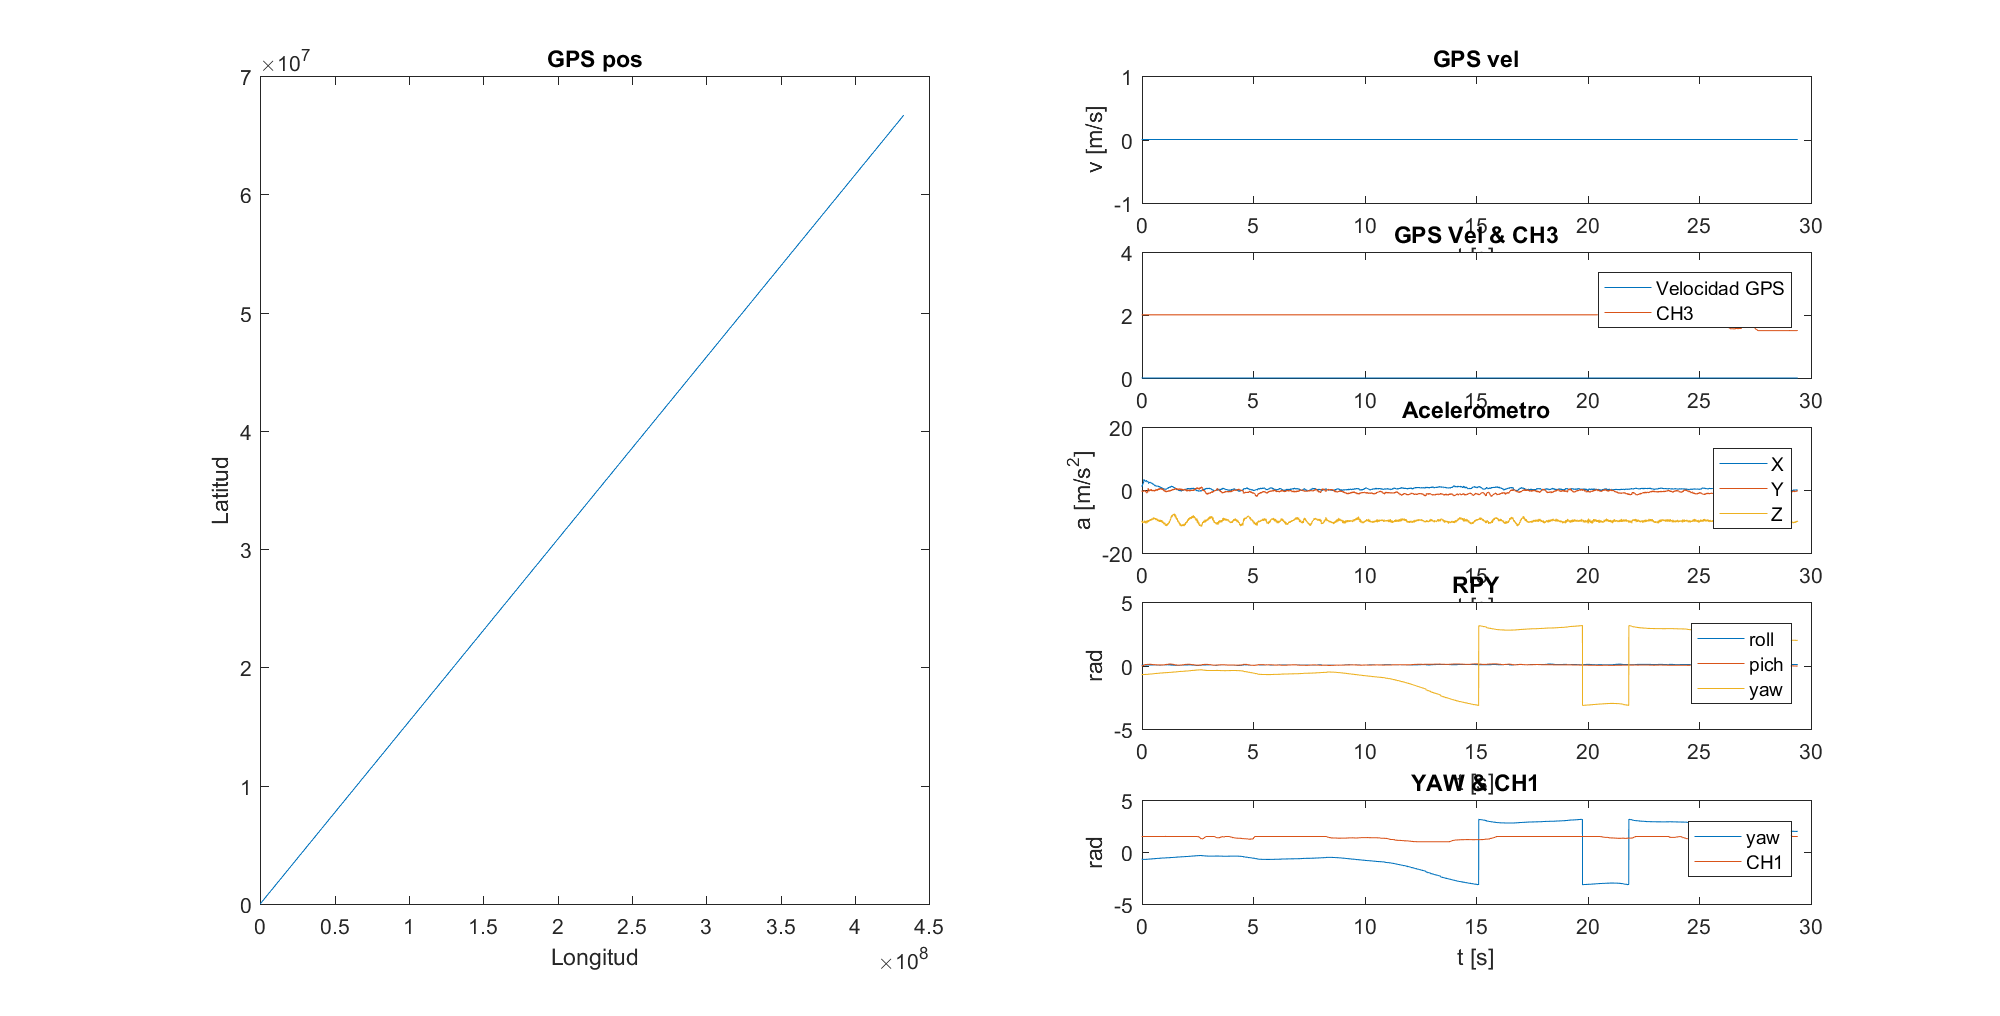 GPS pos
×10^7
7
6
5
4
3
2
1
0
Latitud
0 0.5 1 1.5 2 2.5 3 3.5 4 4.5
Longitud
×10^8
GPS vel
1
0
-1
v [m/s]
0 5 10 15 20 25 30
GPS Vel & CH3
4
2
0
Velocidad GPS
CH3
0 5 10 15 20 25 30
Acelerometro
20
0
-20
a [m/s^2]
X
Y
Z
0 5 10 15 20 25 30
RPY
5
0
-5
rad
roll
pich
yaw
0 5 10 15 20 25 30
t [s]
YAW & CH1
5
0
-5
rad
yaw
CH1
0 5 10 15 20 25 30
t [s]